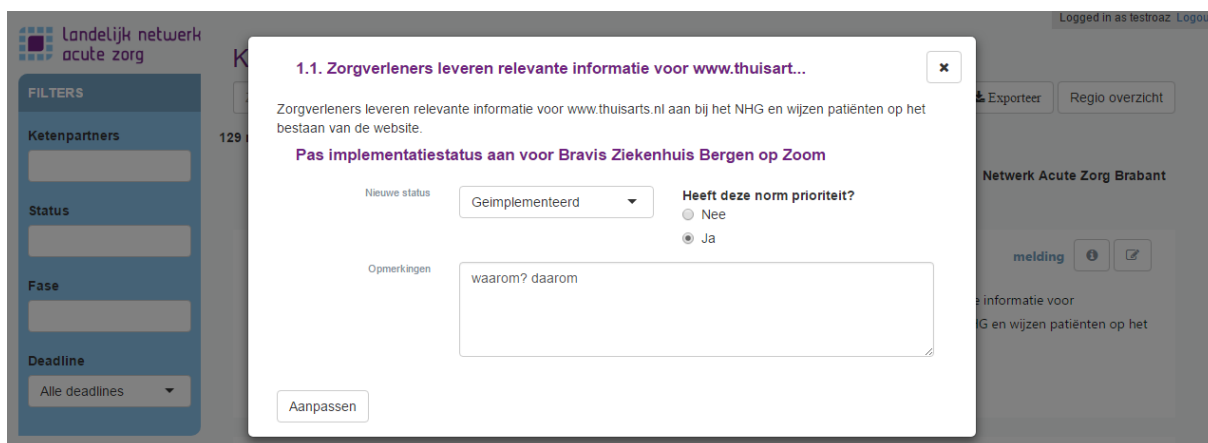 Logged in as testroaz Logou
landelijk netwerk
acute zorg
K
FILTERS
Ketenpartners
Status
Fase
Deadline
Alle deadlines
129
1.1. Zorgverleners leveren relevante informatie voor www.thuisart...
Zorgverleners leveren relevante informatie voor www.thuisarts.nl aan bij het NHG en wijzen patiënten op het
bestaan van de website.
Pas implementatiestatus aan voor Bravis Ziekenhuis Bergen op Zoom
Nieuwe status
Geimplementeerd
Heeft deze norm prioriteit?
Nee
Ja
Opmerkingen
waarom? daarom
Aanpassen
Exporteer
Regio overzicht
Netwerk Acute Zorg Brabant
melding
e informatie voor
HG en wijzen patiënten op het